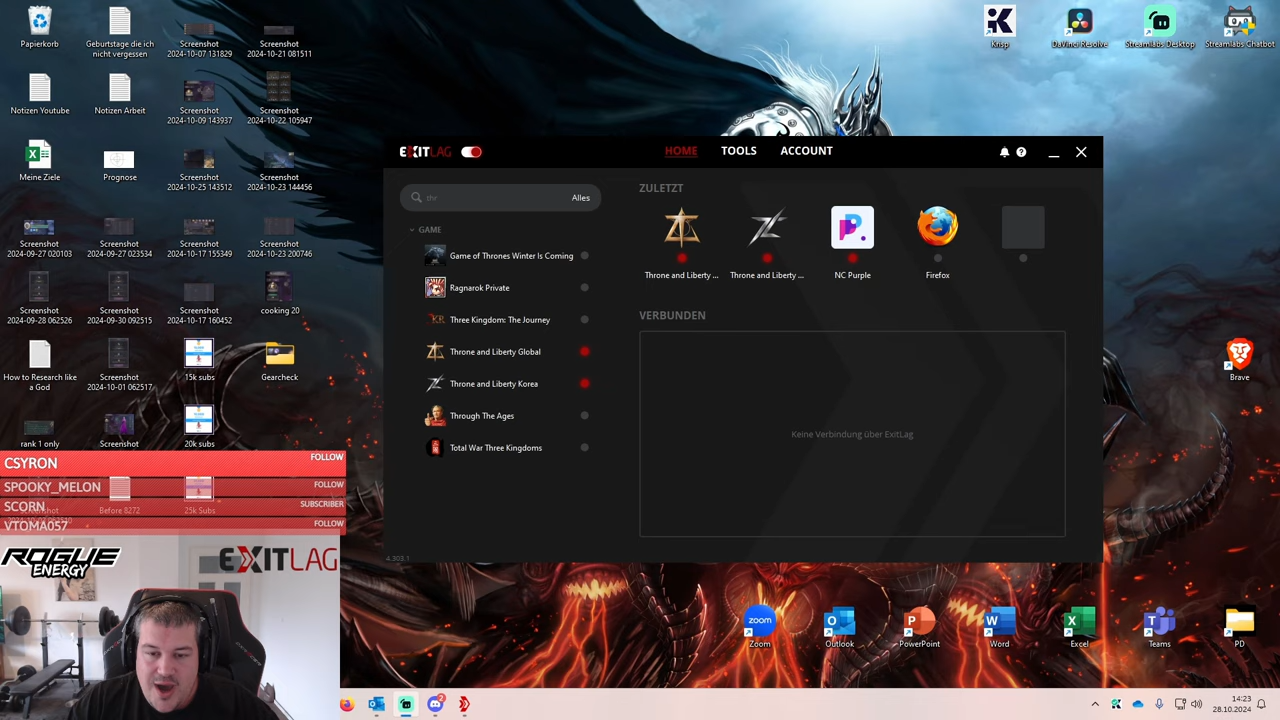 Papierkorb
Geburtstage die ich
nicht vergessen
Screenshot
2024-10-07 131829
Screenshot
2024-10-21 081511
Krisp
DaVinci Resolve
Streamlabs Desktop
Streamlabs Chatbot
Notizen Youtube
Notizen Arbeit
Screenshot
2024-10-09 143937
Screenshot
2024-10-22 105947
Meine Ziele
Prognose
Screenshot
2024-10-25 143512
Screenshot
2024-10-23 144456
Screenshot
2024-09-27 020103
Screenshot
2024-09-27 023534
Screenshot
2024-10-17 155349
Screenshot
2024-10-23 200746
Screenshot
2024-09-28 062526
Screenshot
2024-09-30 092515
Screenshot
2024-10-17 160452
cooking 20
How to Research like
a God
Screenshot
2024-10-01 062517
15k subs
Gearcheck
rank 1 only
Screenshot
20k subs
EXITLAG
HOME
TOOLS
ACCOUNT
thr
Alles
GAME
Game of Thrones Winter Is Coming
Ragnarok Private
Three Kingdom: The Journey
Throne and Liberty Global
Throne and Liberty Korea
Through The Ages
Total War Three Kingdoms
ZULETZT
Throne and Liberty ...
Throne and Liberty ...
NC Purple
Firefox
VERBUNDEN
Keine Verbindung über ExitLag
4.303.1
Brave
CSYRON
FOLLOW
SPOOKY_MELON
FOLLOW
SCORN
SUBSCRIBER
Before 8272
25k Subs
VTOMA057
FOLLOW
ROGUE
ENERGY
EXITLAG
zoom
Zoom
Outlook
PowerPoint
Word
Excel
Teams
PD
14:23
28.10.2024